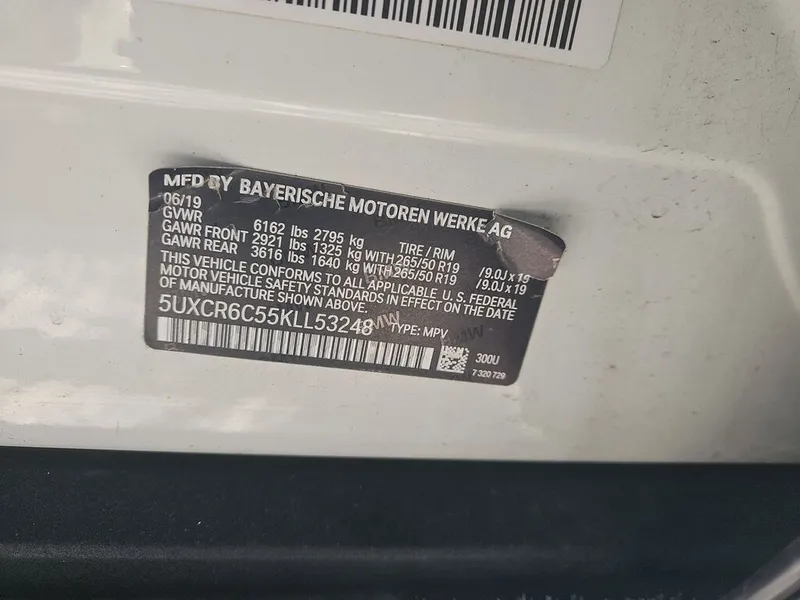 MFD BY BAYERISCHE MOTOREN WERKE AG
06/19
GVWR 6162 lbs 2795 kg TIRE/RIM
GAWR FRONT 2921 lbs 1325 kg WITH 265/50 R19 /9.0J x 19
GAWR REAR 3616 lbs 1640 kg WITH 265/50 R19 /9.0J x 19
THIS VEHICLE CONFORMS TO ALL APPLICABLE U.S. FEDERAL
MOTOR VEHICLE SAFETY STANDARDS IN EFFECT ON THE DATE
OF MANUFACTURE SHOWN ABOVE.
5UXCR6C55KLL53248 TYPE: MPV
300U
7 320 729